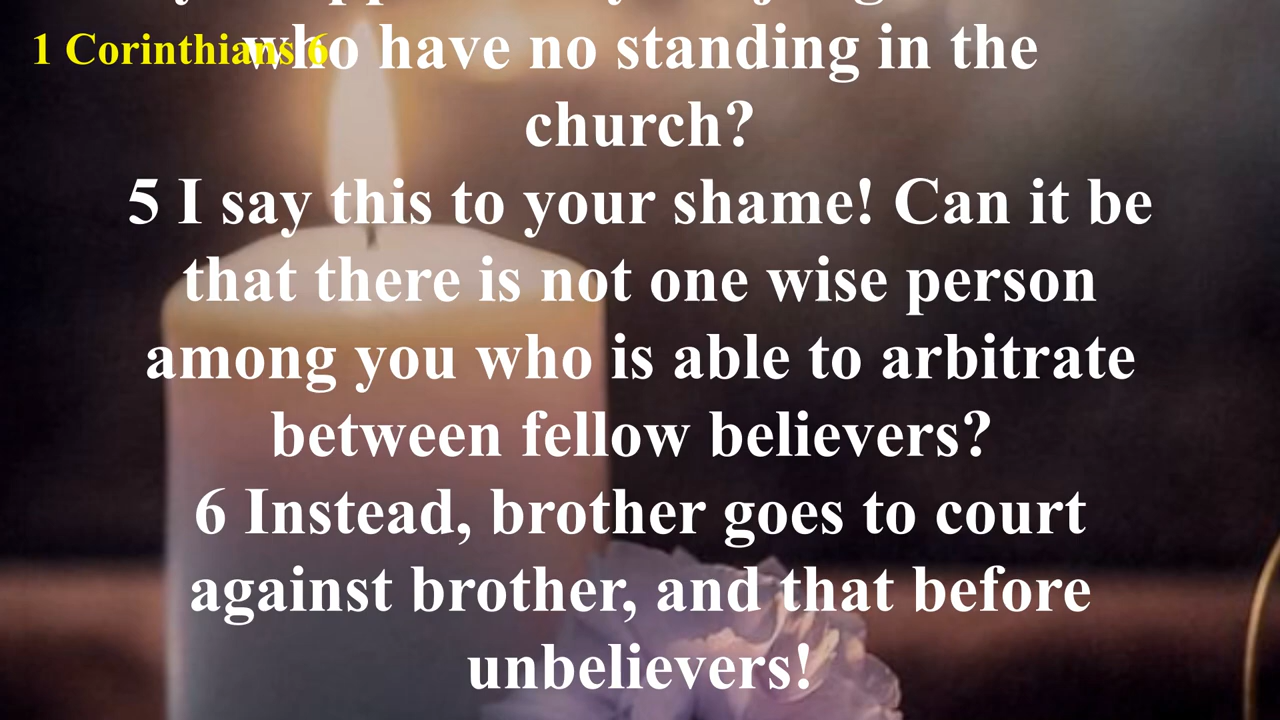 1 Corinthians 6
who have no standing in the
church?
5 I say this to your shame! Can it be
that there is not one wise person
among you who is able to arbitrate
between fellow believers?
6 Instead, brother goes to court
against brother, and that before
unbelievers!